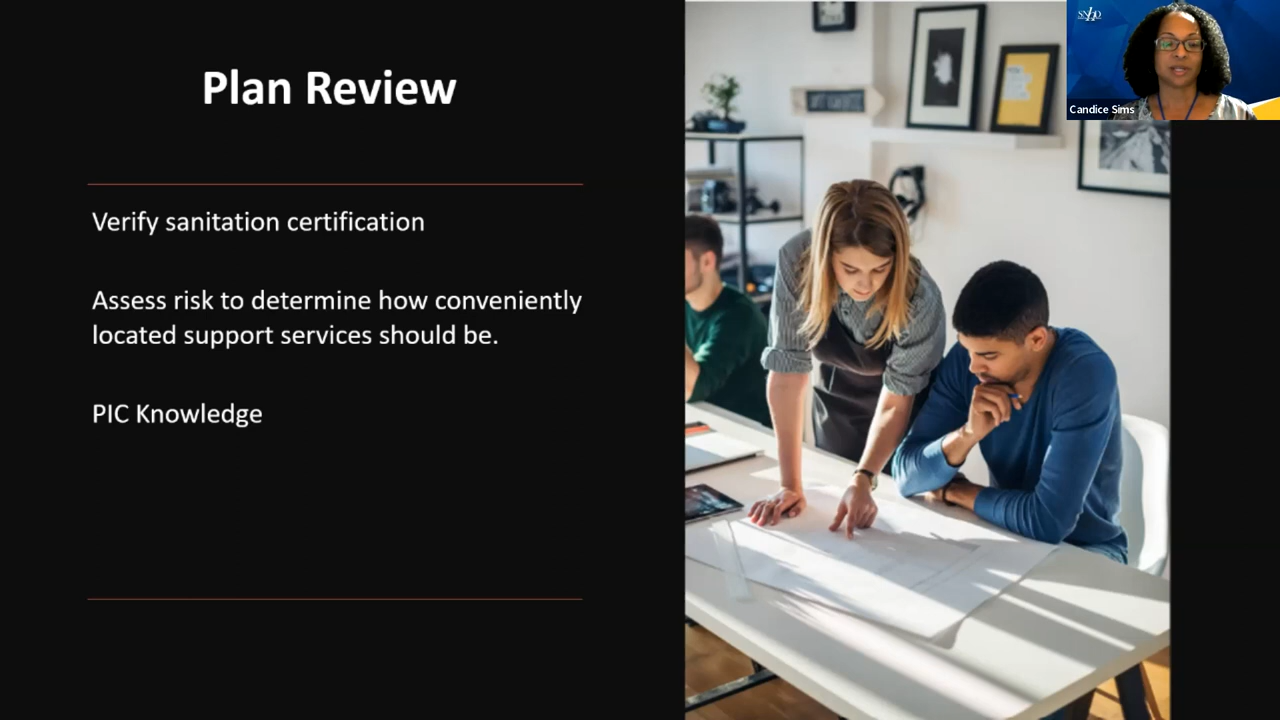 Plan Review
Verify sanitation certification
Assess risk to determine how conveniently
located support services should be.
PIC Knowledge
Candice Sims